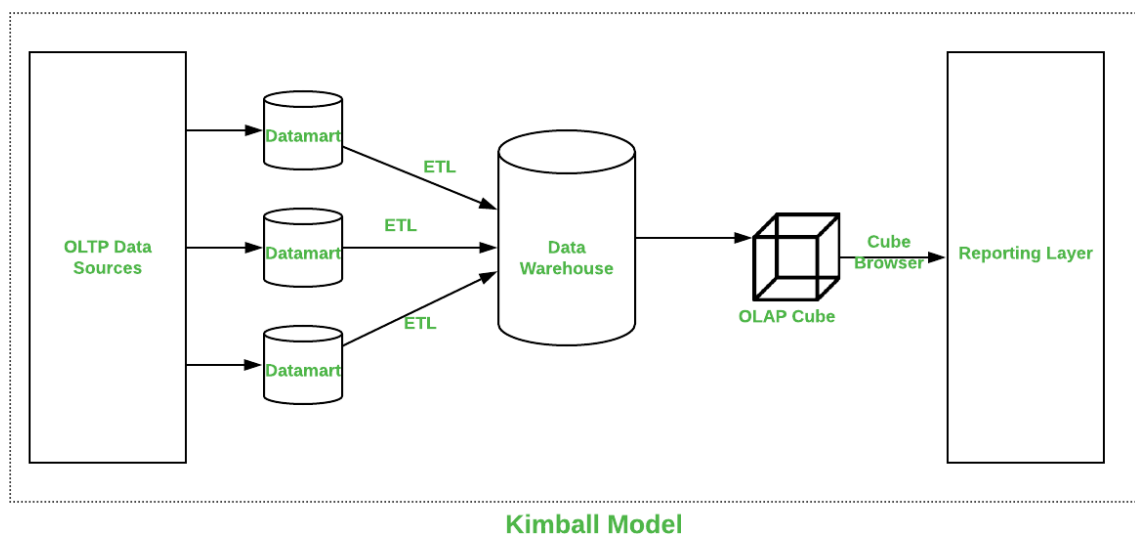 Datamart
ETL
ETL
OLTP Data
Sources
Datamart
Data
Warehouse
Cube
Browser
Reporting Layer
OLAP Cube
ETL
Datamart
Kimball Model